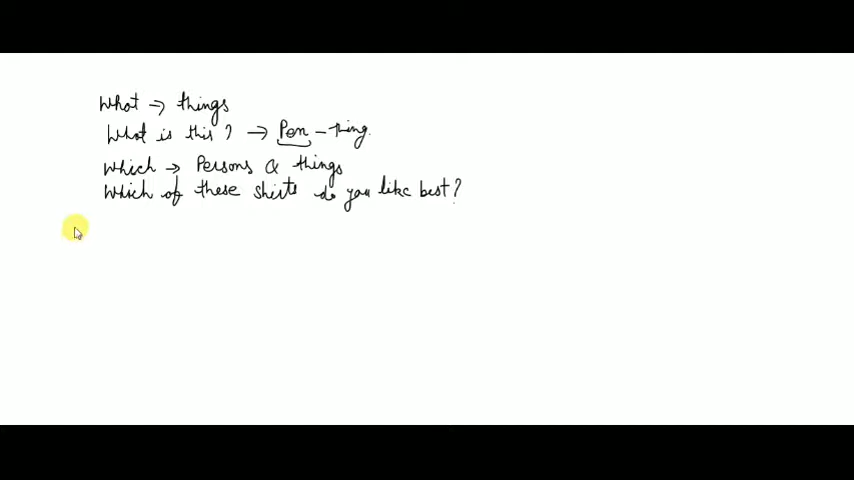 What → things
What is this? → Pen - Thing.
Which → Persons & things
Which of these shirts do you like best?